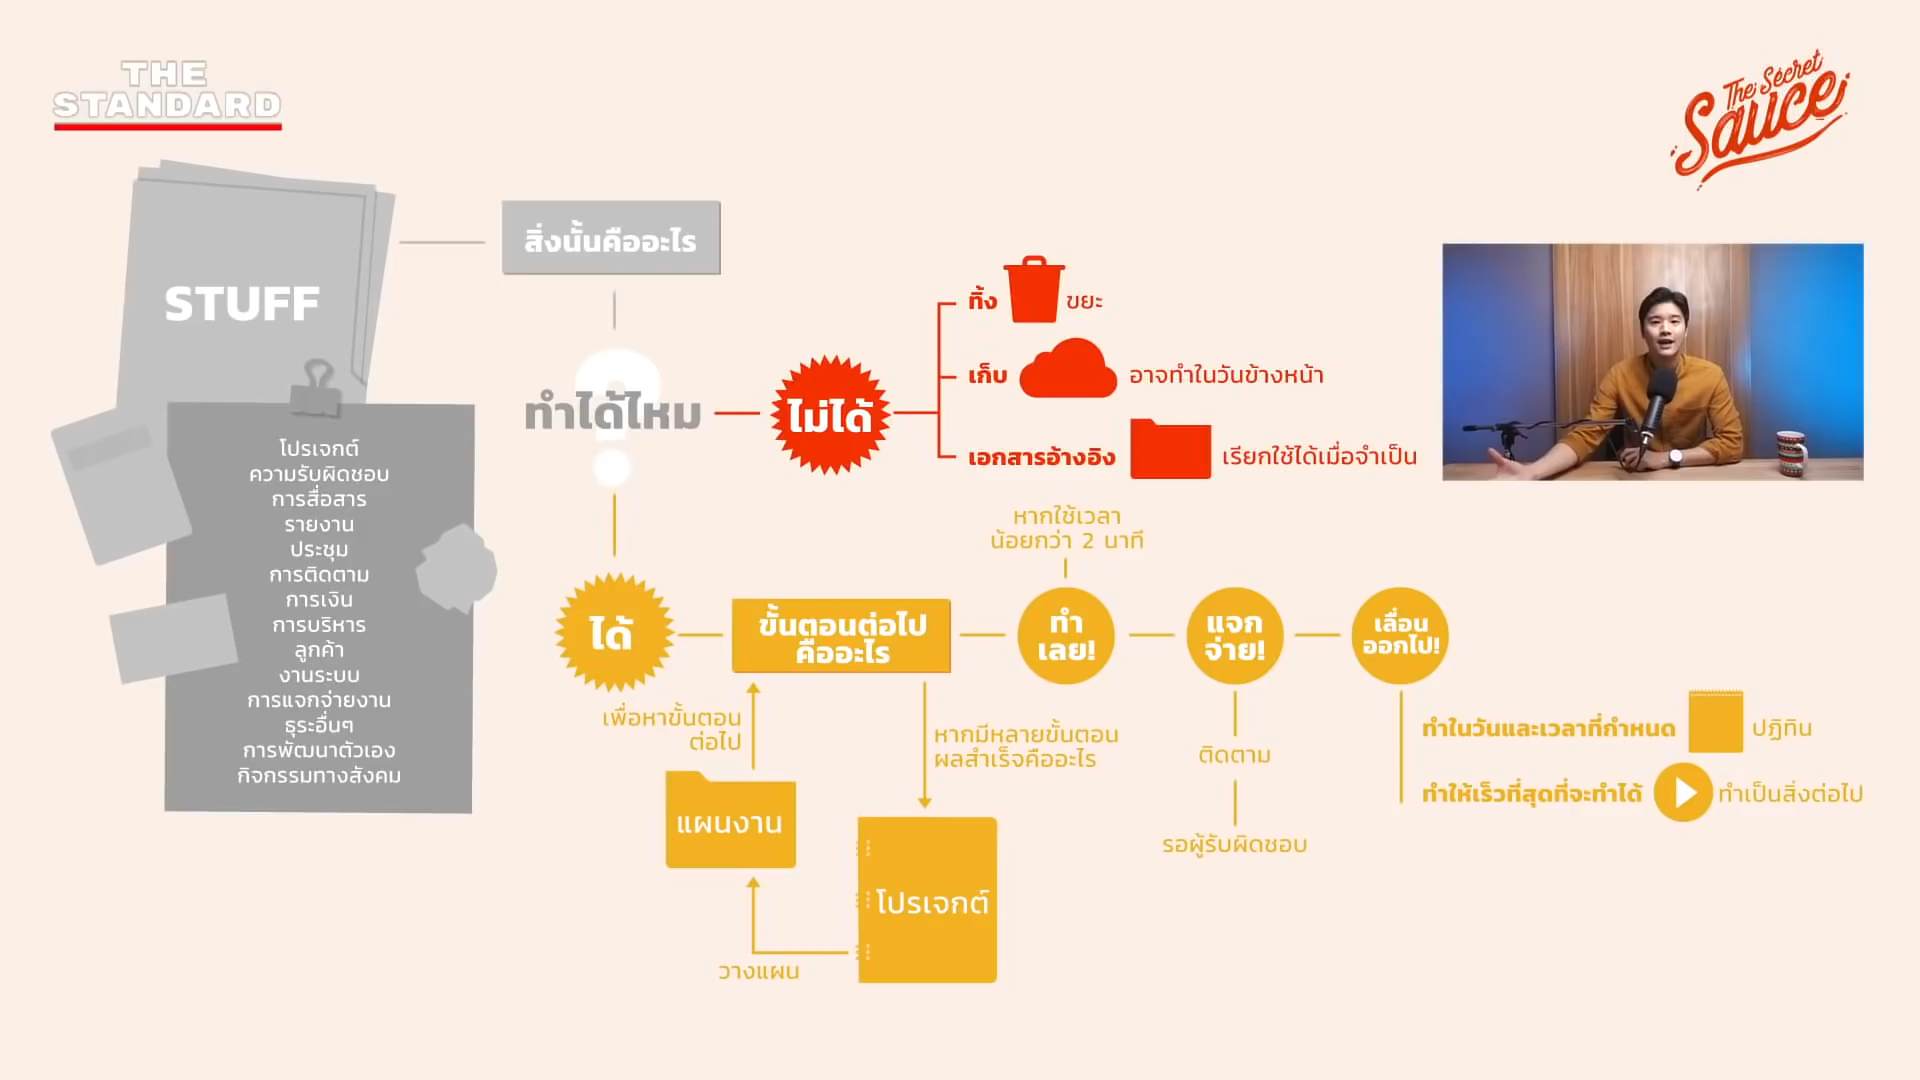 THE
STANDARD
The Secret
Sauce
STUFF
โปรเจกต์
ความรับผิดชอบ
การสื่อสาร
รายงาน
ประชุม
การติดตาม
การเงิน
การบริหาร
ลูกค้า
งานระบบ
การแจกจ่ายงาน
ธุระอื่นๆ
การพัฒนาตัวเอง
กิจกรรมทางสังคม
สิ่งนั้นคืออะไร
?
ทำได้ไหม
ไม่ได้
ทิ้ง ขยะ
เก็บ อาจทำในวันข้างหน้า
เอกสารอ้างอิง เรียกใช้ได้เมื่อจำเป็น
ได้
ขั้นตอนต่อไป
คืออะไร
หากใช้เวลา
น้อยกว่า 2 นาที
ทำ
เลย!
แจก
จ่าย!
เลื่อน
ออกไป!
เพื่อหาขั้นตอน
ต่อไป
หากมีหลายขั้นตอน
ผลสำเร็จคืออะไร
แผนงาน
โปรเจกต์
วางแผน
ติดตาม
รอผู้รับผิดชอบ
ทำในวันและเวลาที่กำหนด ปฏิทิน
ทำให้เร็วที่สุดที่จะทำได้ ทำเป็นสิ่งต่อไป